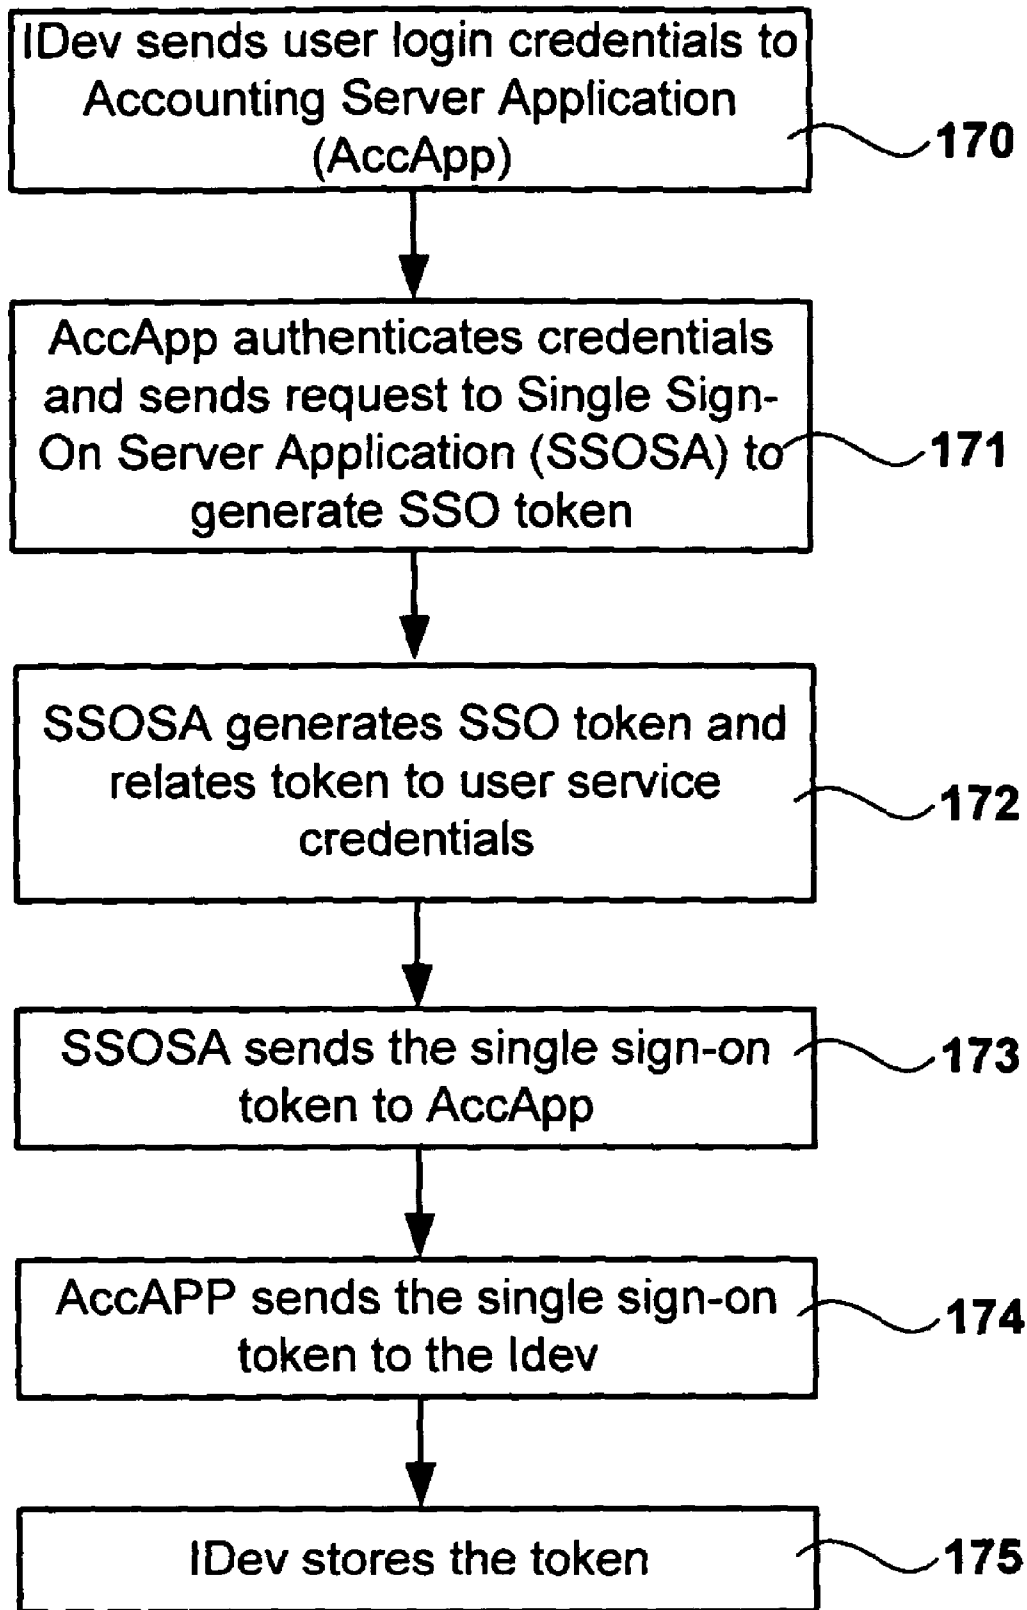 IDev sends user login credentials to
Accounting Server Application
(AccApp)
170
AccApp authenticates credentials
and sends request to Single Sign-
On Server Application (SSOSA) to
generate SSO token
171
SSOSA generates SSO token and
relates token to user service
credentials
172
SSOSA sends the single sign-on
token to AccApp
173
AccAPP sends the single sign-on
token to the Idev
174
IDev stores the token
175